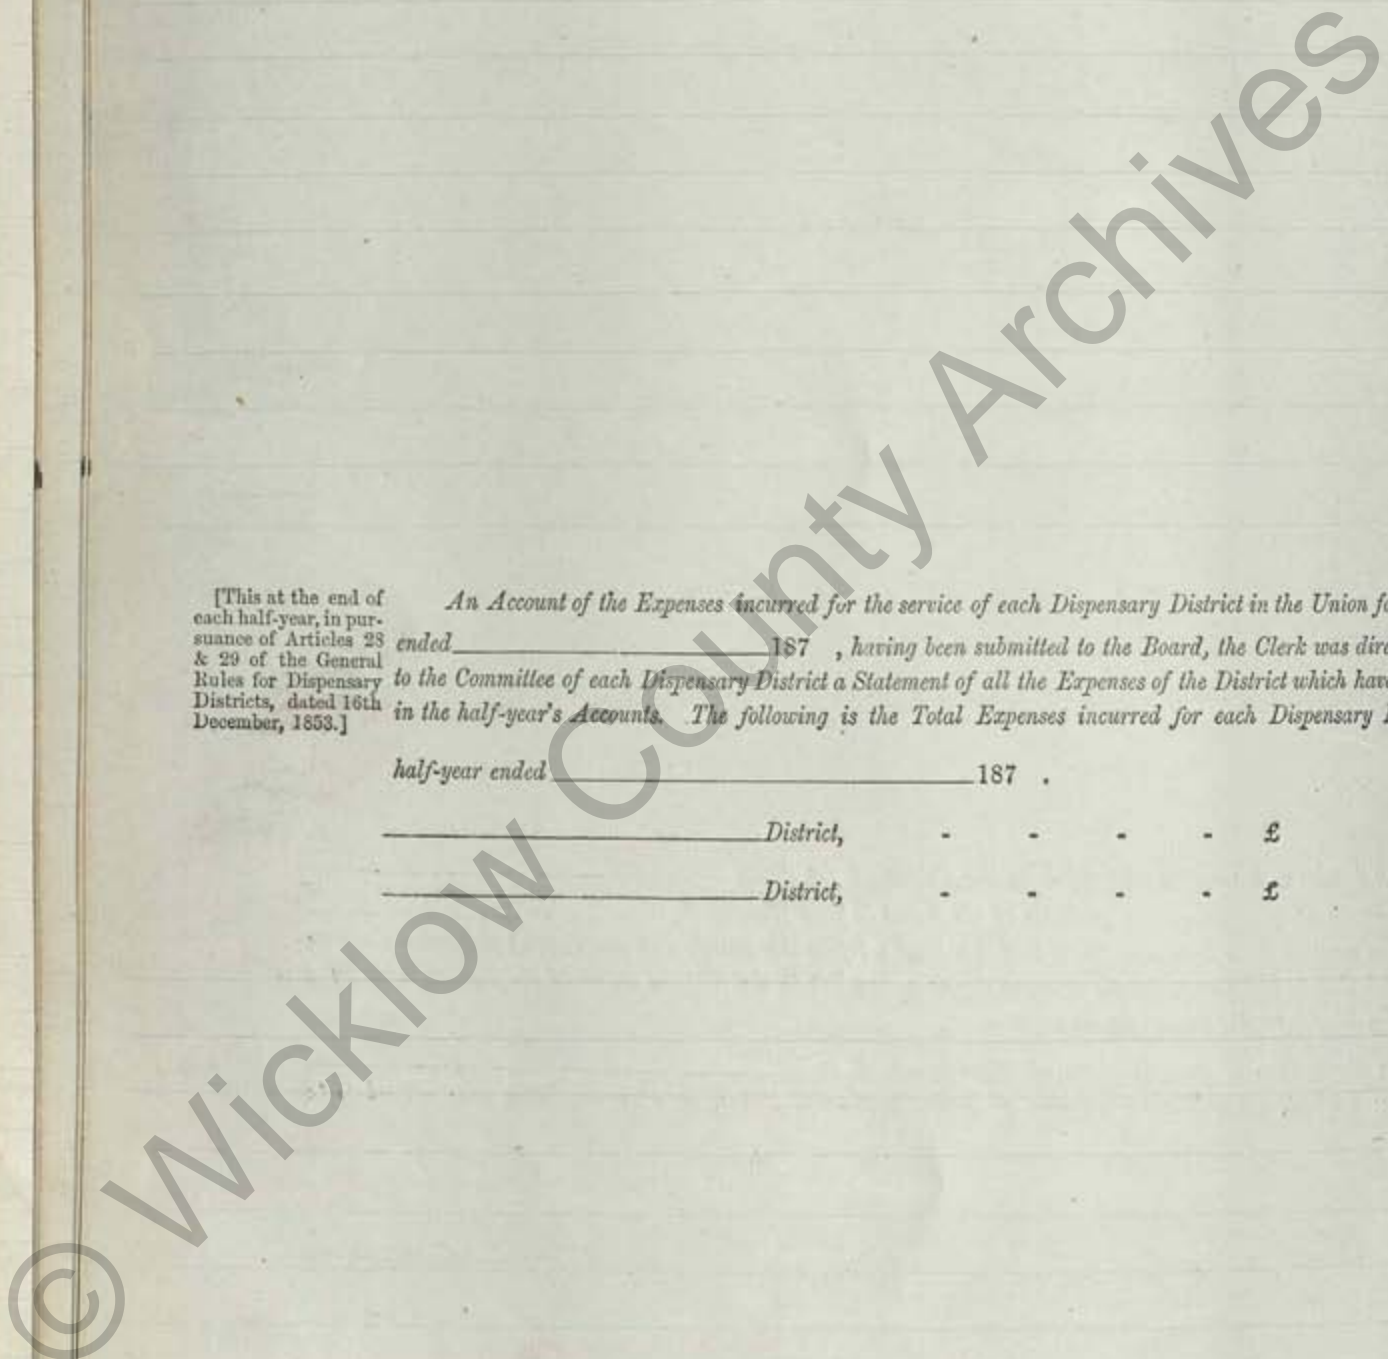 [This at the end of
each half-year, in pur-
suance of Articles 28
& 29 of the General
Rules for Dispensary
Districts, dated 16th
December, 1853.]
An Account of the Expenses incurred for the service of each Dispensary District in the Union fo
ended 187 , having been submitted to the Board, the Clerk was dire
to the Committee of each Dispensary District a Statement of all the Expenses of the District which have
in the half-year's Accounts. The following is the Total Expenses incurred for each Dispensary
half-year ended 187 .
District, - - - - £
District, - - - - £
© Wicklow County Archives